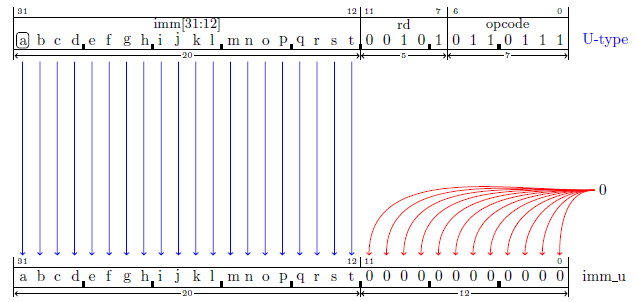 31 12 11 7 6 0
imm[31:12] rd opcode
a b c d e f g h i j k l m n o p q r s t 0 0 1 0 1 0 1 1 0 1 1 1 U-type
20 5 7
0
31 12 11 0
a b c d e f g h i j k l m n o p q r s t 0 0 0 0 0 0 0 0 0 0 0 0 imm_u
20 12